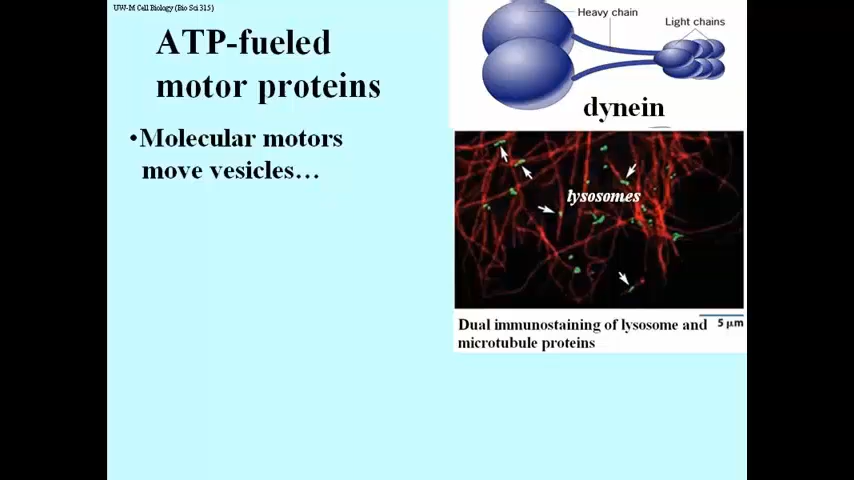 UW-M Cell Biology (Bio Sci 315)
ATP-fueled
motor proteins
•Molecular motors
move vesicles…
Heavy chain
Light chains
dynein
lysosomes
Dual immunostaining of lysosome and
microtubule proteins
5 µm